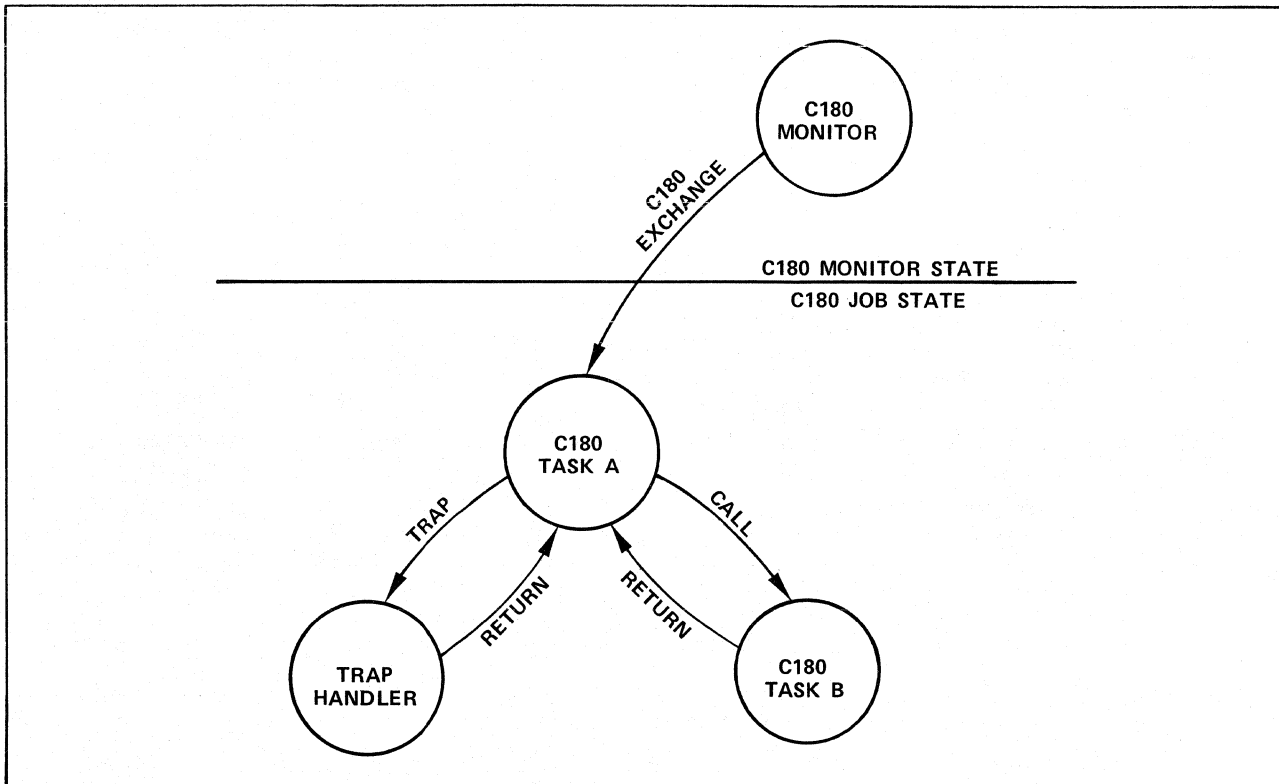 C180
MONITOR
C180
EXCHANGE
C180 MONITOR STATE
C180 JOB STATE
C180
TASK A
TRAP
CALL
RETURN
RETURN
TRAP
HANDLER
C180
TASK B